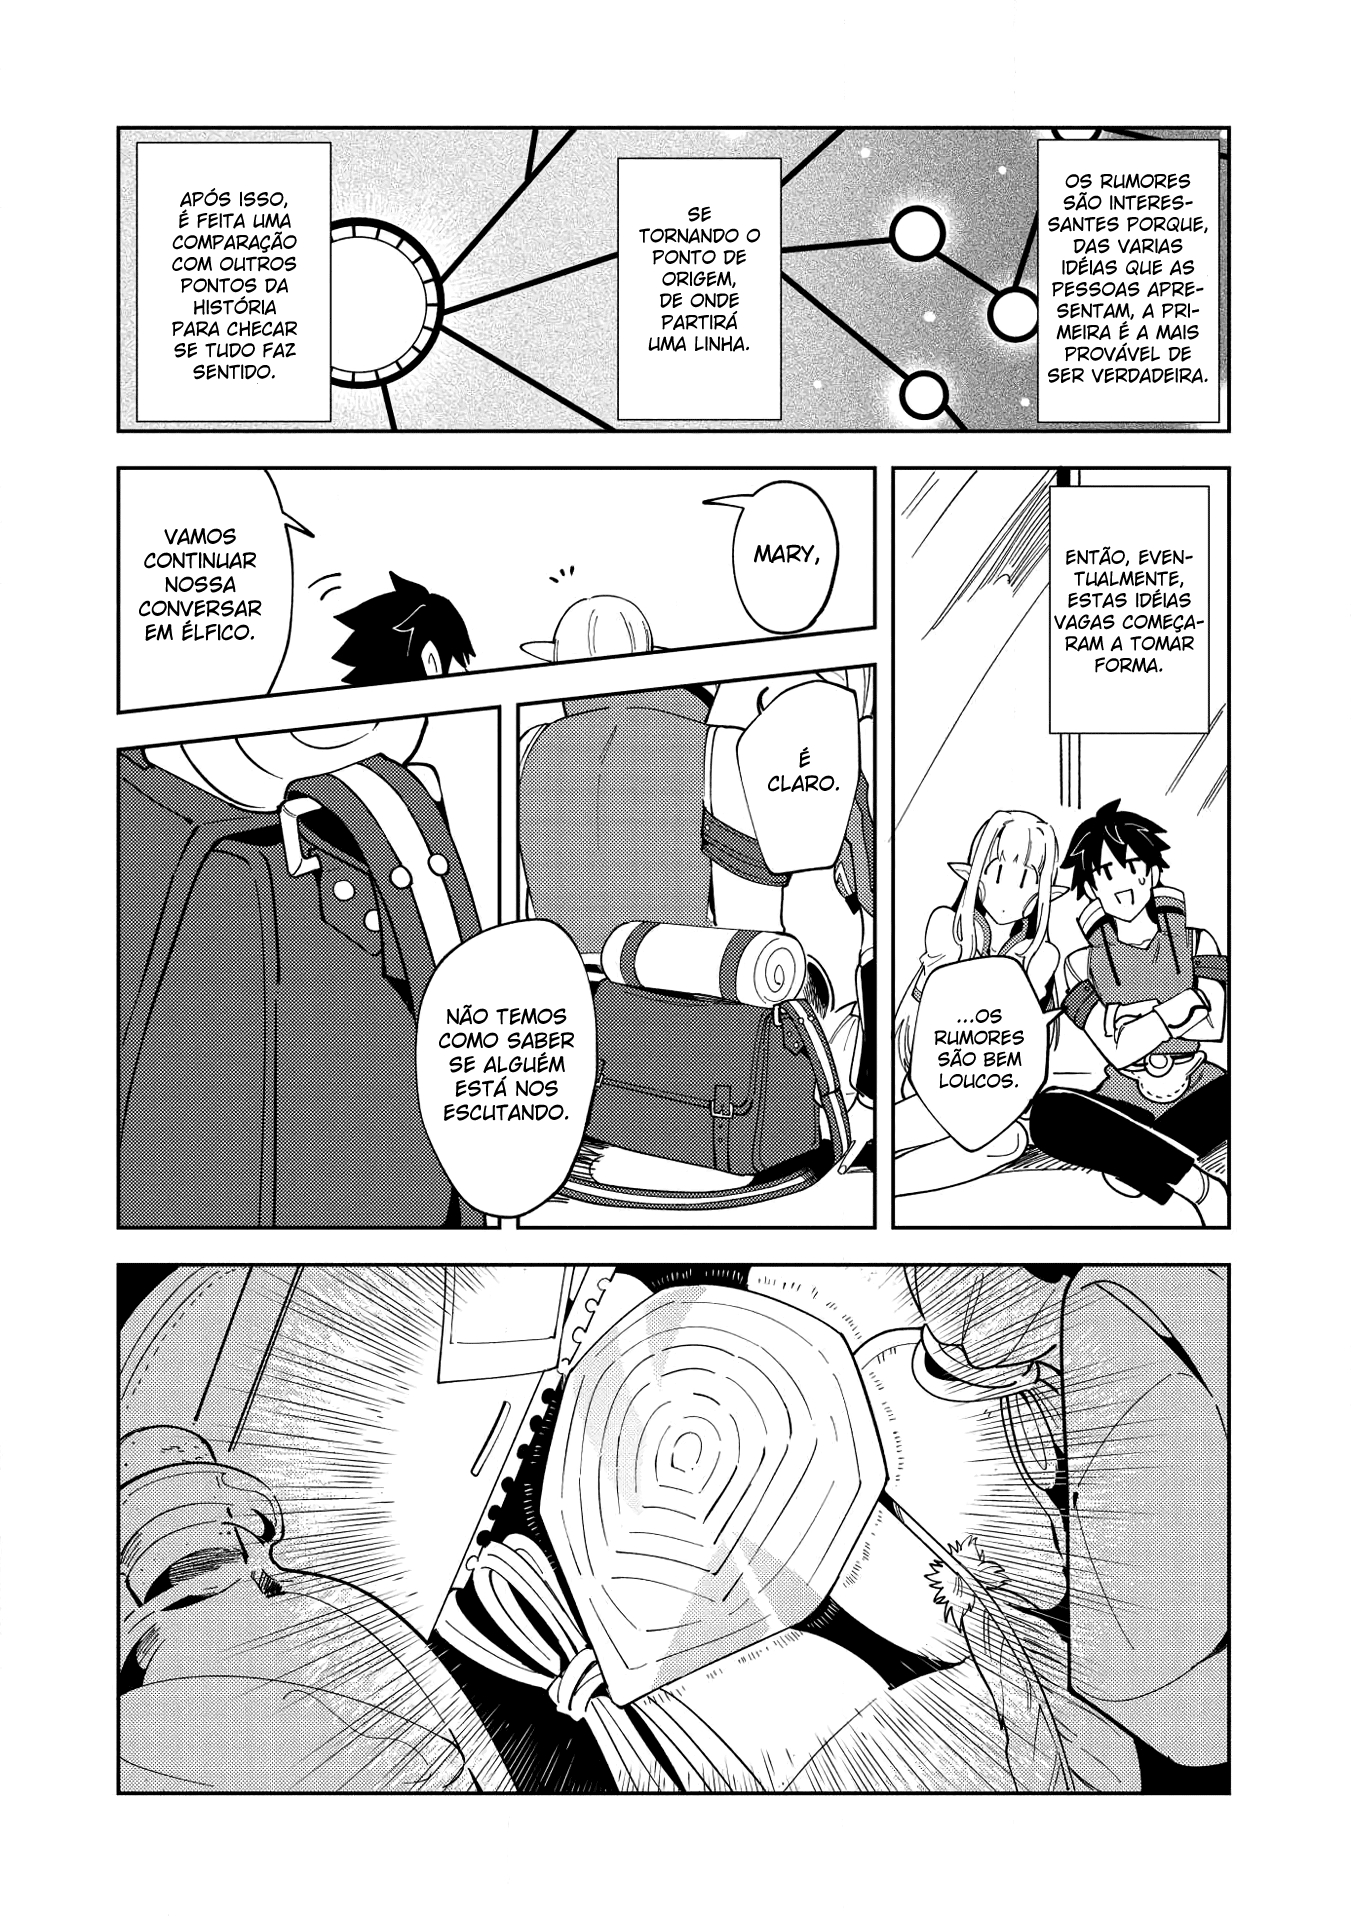 OS RUMORES
SÃO INTERES-
SANTES PORQUE,
DAS VARIAS
IDÉIAS QUE AS
PESSOAS APRE-
SENTAM, A PRI-
MEIRA É A MAIS
PROVÁVEL DE
SER VERDADEIRA.
SE
TORNANDO O
PONTO DE
ORIGEM,
DE ONDE
PARTIRÁ
UMA LINHA.
APÓS ISSO,
É FEITA UMA
COMPARAÇÃO
COM OUTROS
PONTOS DA
HISTÓRIA
PARA CHECAR
SE TUDO FAZ
SENTIDO.
ENTÃO, EVEN-
TUALMENTE,
ESTAS IDÉIAS
VAGAS COMEÇA-
RAM A TOMAR
FORMA.
...OS
RUMORES
SÃO BEM
LOUCOS.
MARY,
VAMOS
CONTINUAR
NOSSA
CONVERSAR
EM ÉLFICO.
É
CLARO.
NÃO TEMOS
COMO SABER
SE ALGUÉM
ESTÁ NOS
ESCUTANDO.